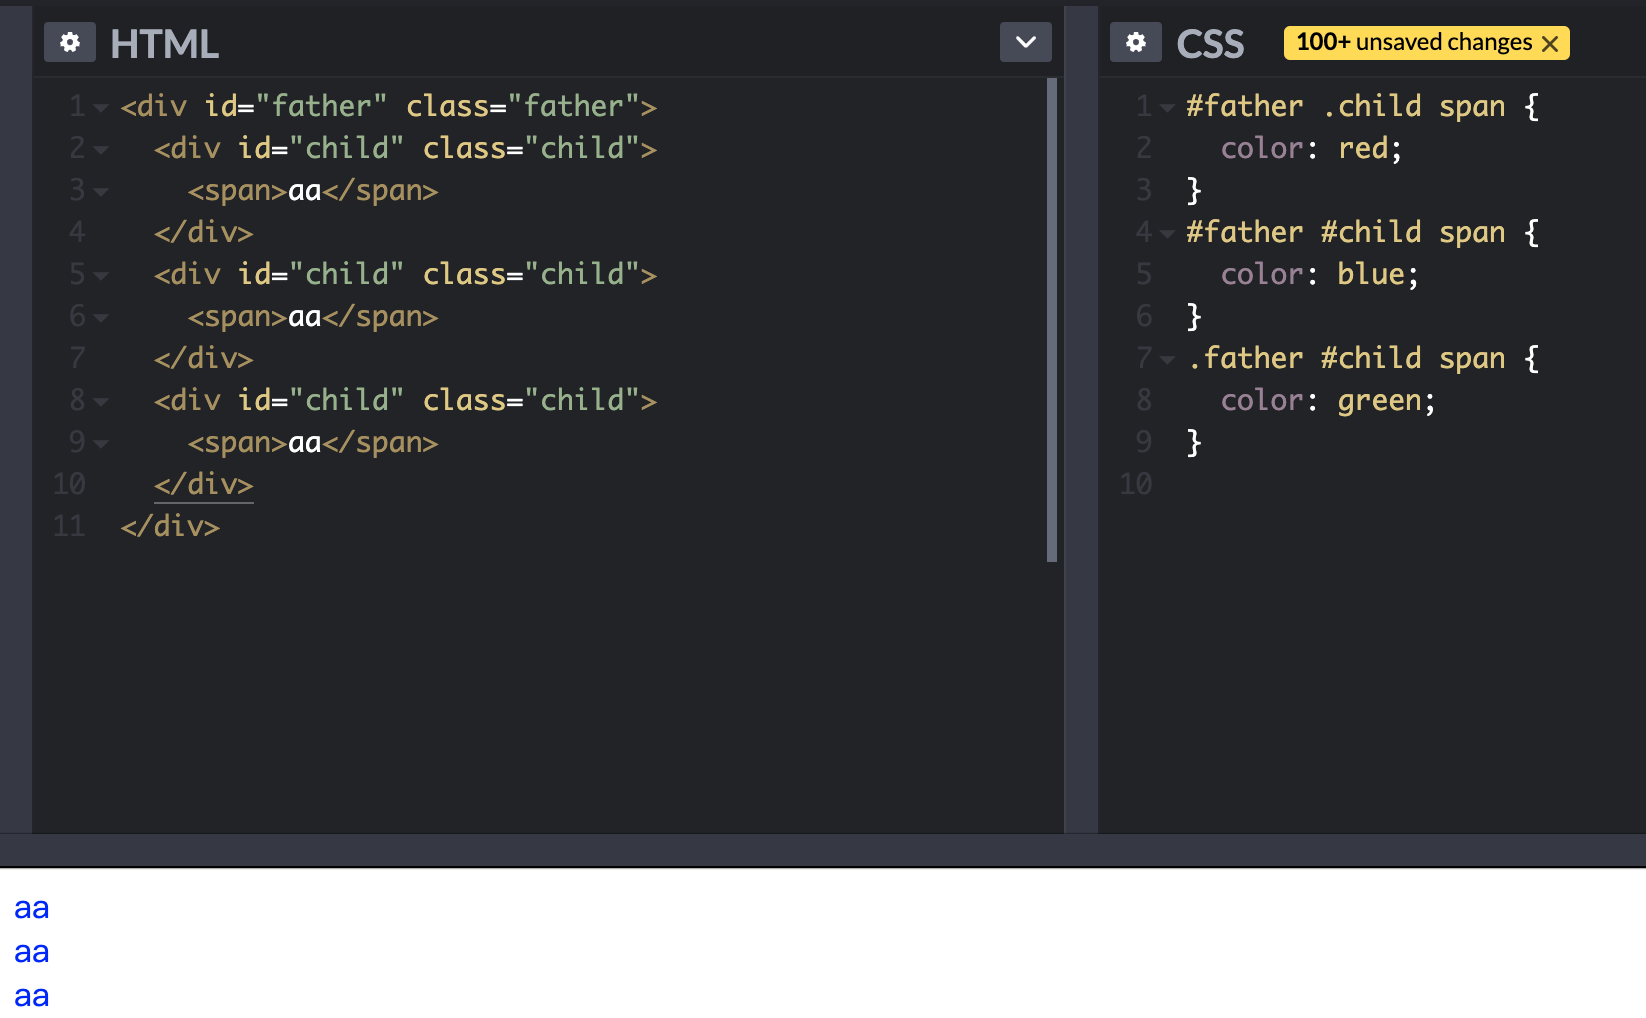 HTML
1 <div id="father" class="father">
2   <div id="child" class="child">
3     <span>aa</span>
4   </div>
5   <div id="child" class="child">
6     <span>aa</span>
7   </div>
8   <div id="child" class="child">
9     <span>aa</span>
10   </div>
11 </div>
CSS 100+ unsaved changes ×
1 #father .child span {
2   color: red;
3 }
4 #father #child span {
5   color: blue;
6 }
7 .father #child span {
8   color: green;
9 }
10
aa
aa
aa